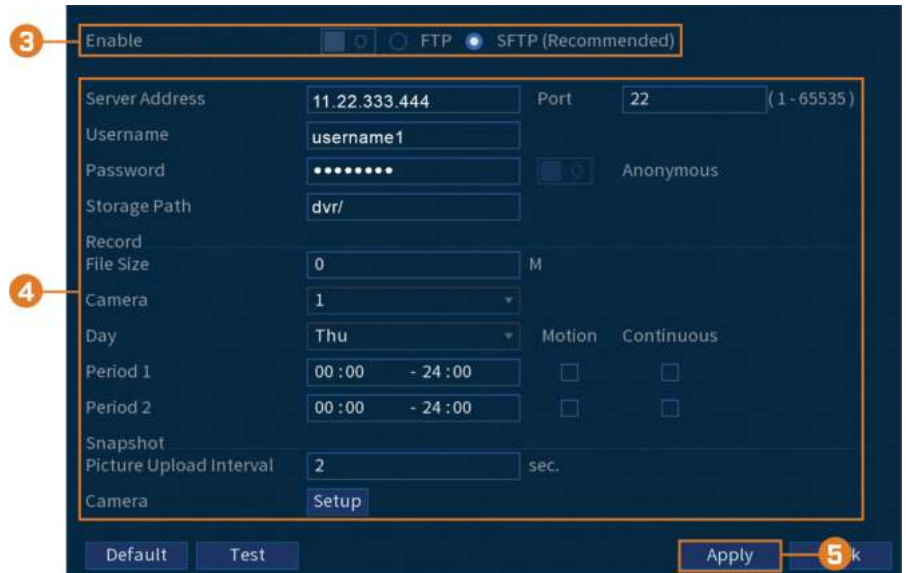 3 Enable FTP SFTP (Recommended)
Server Address 11.22.333.444 Port 22 (1-65535)
Username username1
Password •••••••• Anonymous
Storage Path dvr/
Record
File Size 0 M
4
Camera 1
Day Thu Motion Continuous
Period 1 00:00 - 24:00
Period 2 00:00 - 24:00
Snapshot
Picture Upload Interval 2 sec.
Camera Setup
Default Test Apply 5